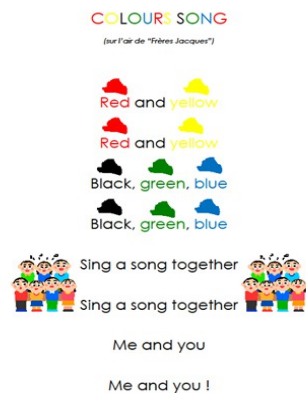 COLOURS SONG
(sur l'air de "Frères Jacques")
Red and yellow
Red and yellow
Black, green, blue
Black, green, blue
Sing a song together
Sing a song together
Me and you
Me and you !